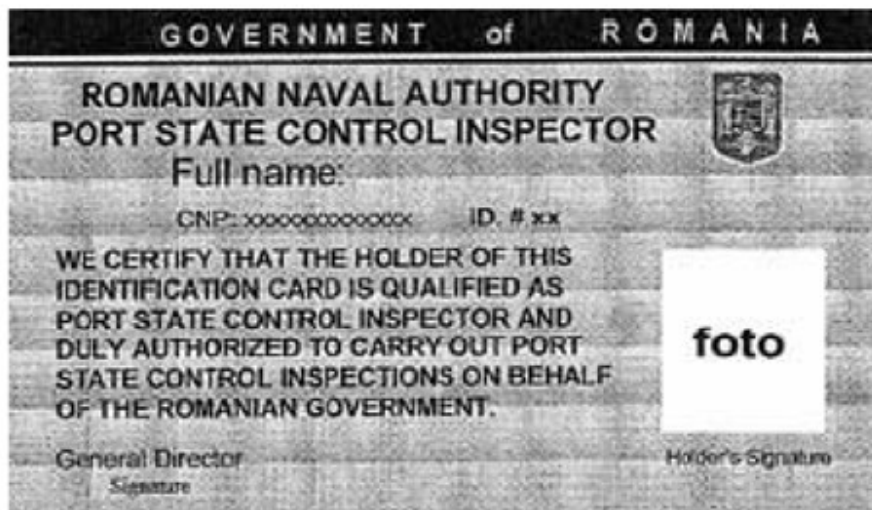 GOVERNMENT of ROMANIA
ROMANIAN NAVAL AUTHORITY
PORT STATE CONTROL INSPECTOR
Full name:
CNP: xxxxxxxxxxxxx ID. # xx
WE CERTIFY THAT THE HOLDER OF THIS
IDENTIFICATION CARD IS QUALIFIED AS
PORT STATE CONTROL INSPECTOR AND
DULY AUTHORIZED TO CARRY OUT PORT
STATE CONTROL INSPECTIONS ON BEHALF
OF THE ROMANIAN GOVERNMENT.
foto
General Director
Signature
Holder's Signature